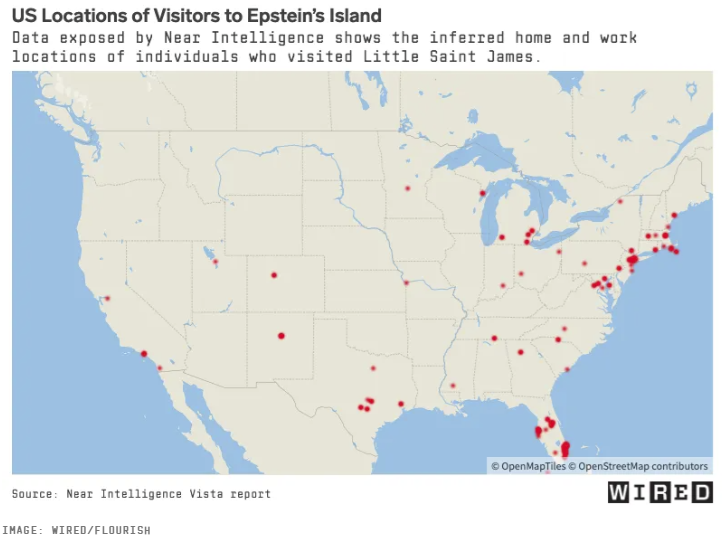 US Locations of Visitors to Epstein's Island
Data exposed by Near Intelligence shows the inferred home and work
locations of individuals who visited Little Saint James.
© OpenMapTiles © OpenStreetMap contributors
Source: Near Intelligence Vista report
WIRED
IMAGE: WIRED/FLOURISH